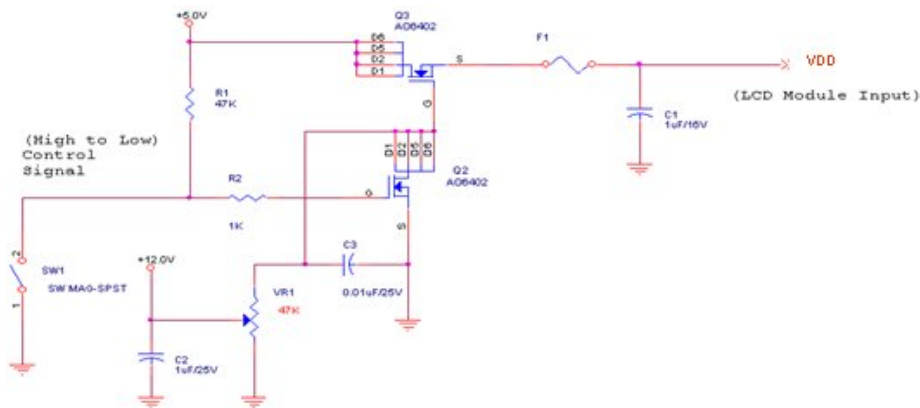 +5.0V
Q3
AO6402
D6
D5
D2
D1
S
G
F1
VDD
(LCD Module Input)
C1
1uF/16V
R1
47K
(High to Low)
Control
Signal
R2
1K
D1
D2
D5
D6
Q2
AO6402
G
S
2
SW1
SW MAG-SPST
1
+12.0V
VR1
47K
C3
0.01uF/25V
C2
1uF/25V